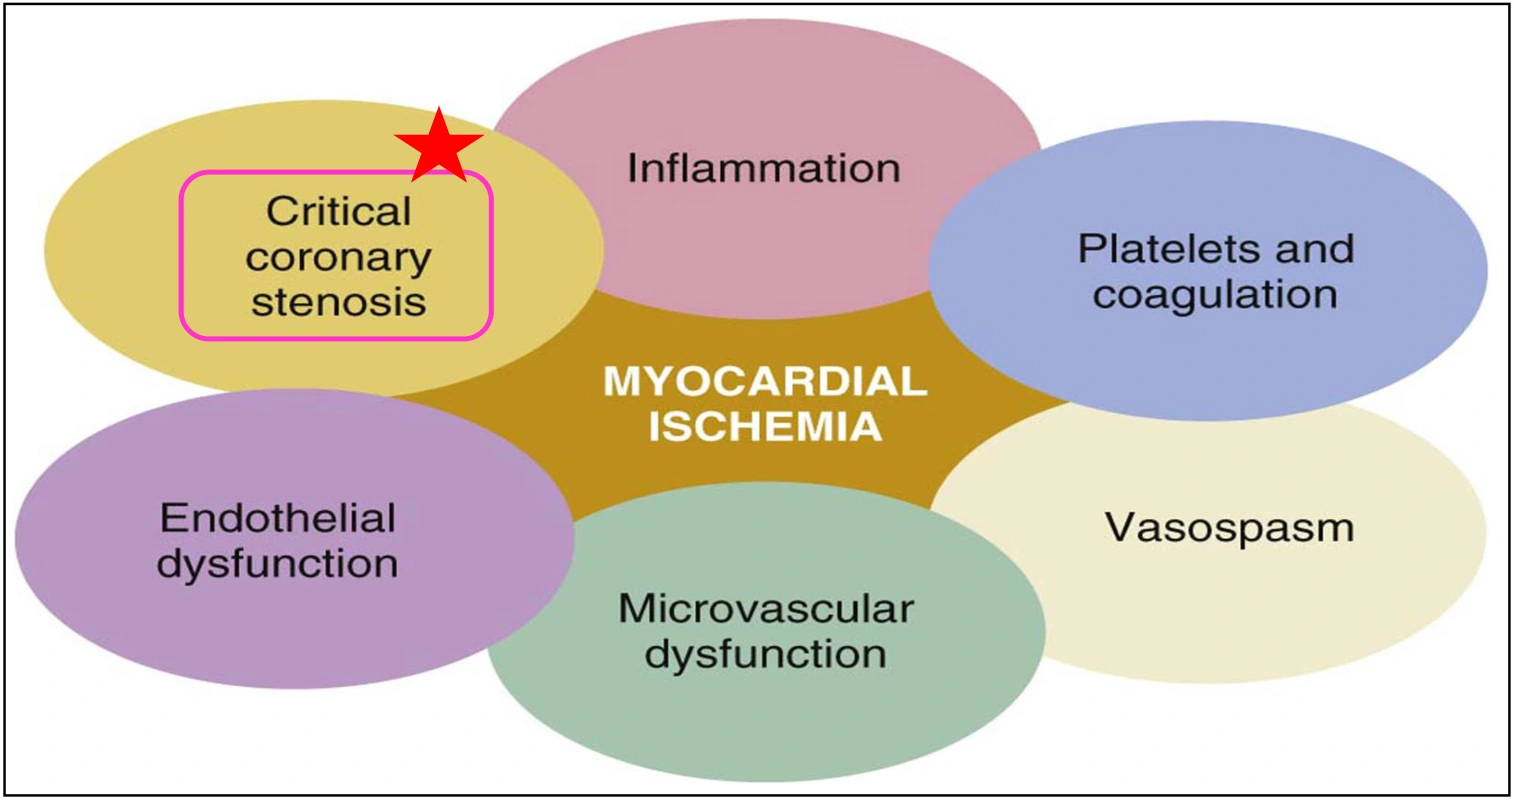 Inflammation
Critical
coronary
stenosis
Platelets and
coagulation
MYOCARDIAL
ISCHEMIA
Endothelial
dysfunction
Vasospasm
Microvascular
dysfunction